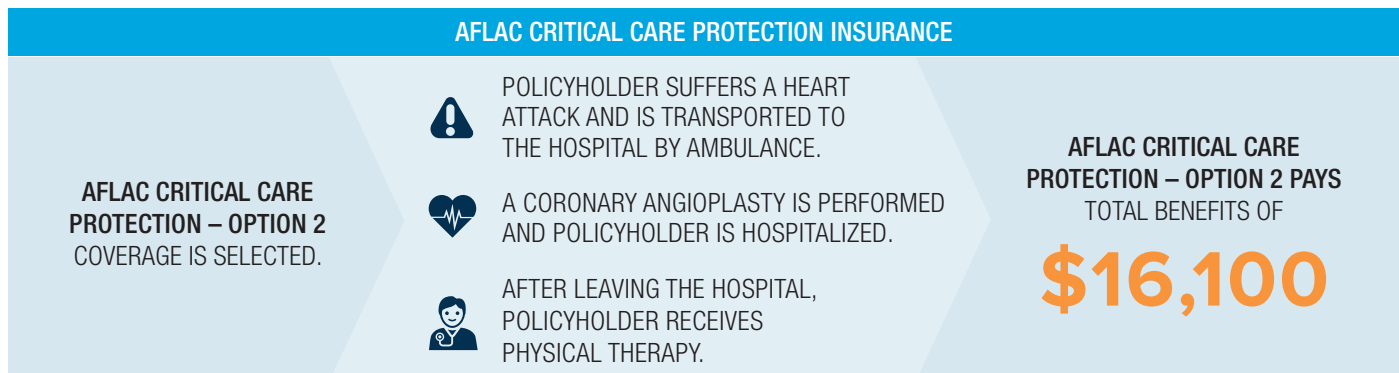 AFLAC CRITICAL CARE PROTECTION INSURANCE
AFLAC CRITICAL CARE
PROTECTION – OPTION 2
COVERAGE IS SELECTED.
POLICYHOLDER SUFFERS A HEART
ATTACK AND IS TRANSPORTED TO
THE HOSPITAL BY AMBULANCE.
A CORONARY ANGIOPLASTY IS PERFORMED
AND POLICYHOLDER IS HOSPITALIZED.
AFTER LEAVING THE HOSPITAL,
POLICYHOLDER RECEIVES
PHYSICAL THERAPY.
AFLAC CRITICAL CARE
PROTECTION – OPTION 2 PAYS
TOTAL BENEFITS OF
$16,100